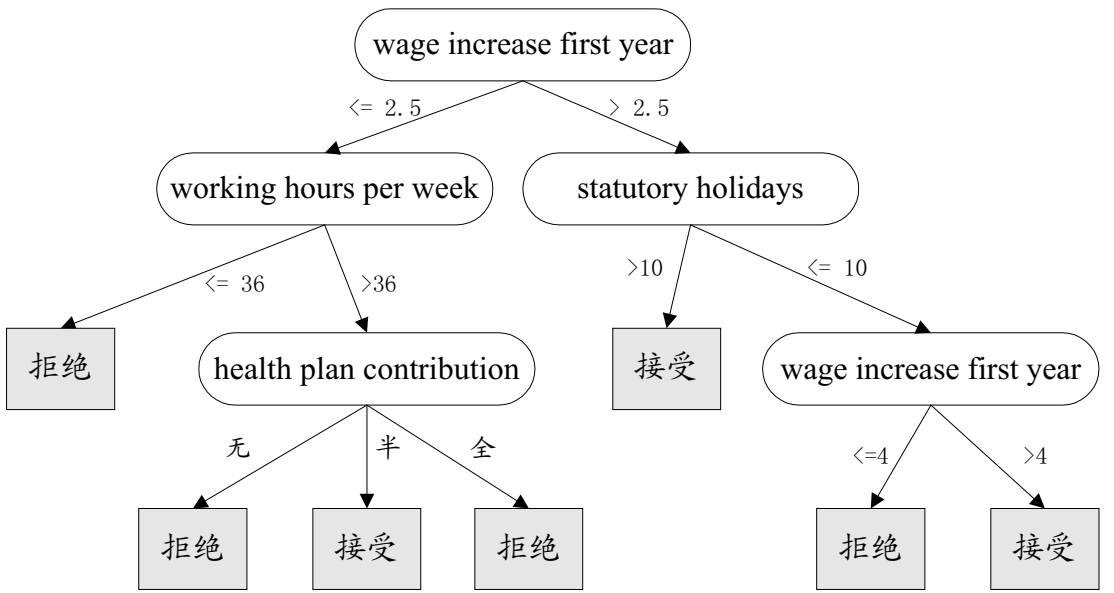 wage increase first year
<= 2.5
> 2.5
working hours per week
statutory holidays
<= 36
>36
>10
<= 10
拒绝
health plan contribution
接受
wage increase first year
无
半
全
<=4
>4
拒绝
接受
拒绝
拒绝
接受